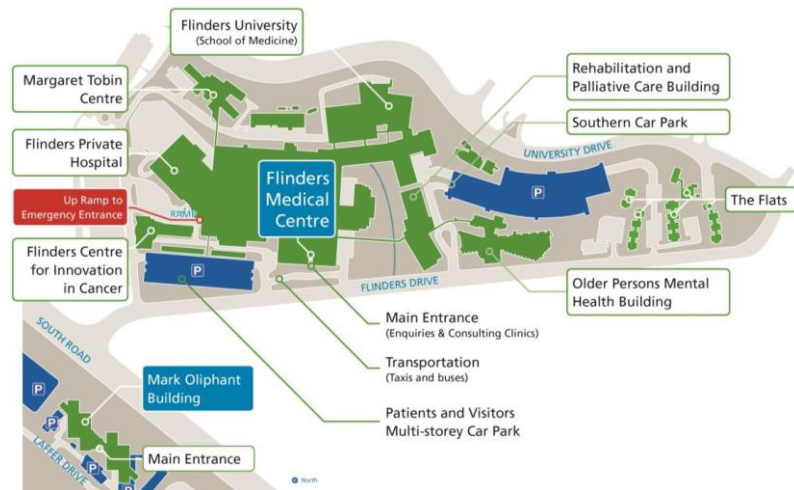 Flinders University
(School of Medicine)
Margaret Tobin
Centre
Rehabilitation and
Palliative Care Building
Southern Car Park
Flinders Private
Hospital
UNIVERSITY DRIVE
Flinders
Medical
Centre
P
The Flats
Up Ramp to
Emergency Entrance
RAMP
Flinders Centre
for Innovation
in Cancer
P
FLINDERS DRIVE
Older Persons Mental
Health Building
Main Entrance
(Enquiries & Consulting Clinics)
SOUTH ROAD
Transportation
(Taxis and buses)
Mark Oliphant
Building
P
Patients and Visitors
Multi-storey Car Park
P
Main Entrance
LAFFER DRIVE
P
P
North